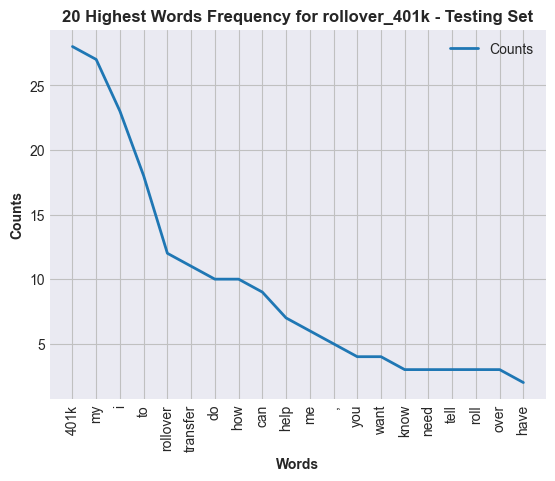 20 Highest Words Frequency for rollover_401k - Testing Set
Counts
Counts
25
20
15
10
5
401k
my
i
to
rollover
transfer
do
how
can
help
me
,
you
want
know
need
tell
roll
over
have
Words